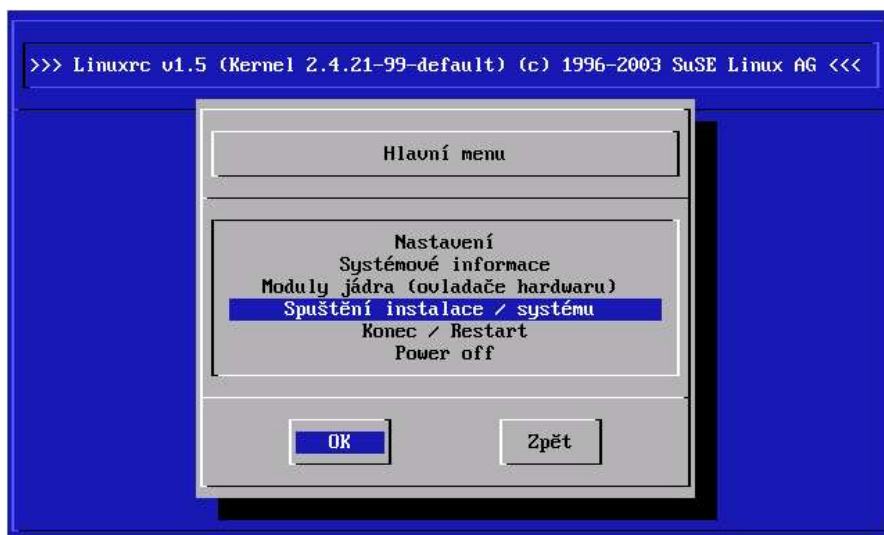 >>> Linuxrc v1.5 (Kernel 2.4.21-99-default) (c) 1996-2003 SuSE Linux AG <<<
Hlavní menu
Nastavení
Systémové informace
Moduly jádra (ovladače hardwaru)
Spuštění instalace / systému
Konec / Restart
Power off
OK
Zpět